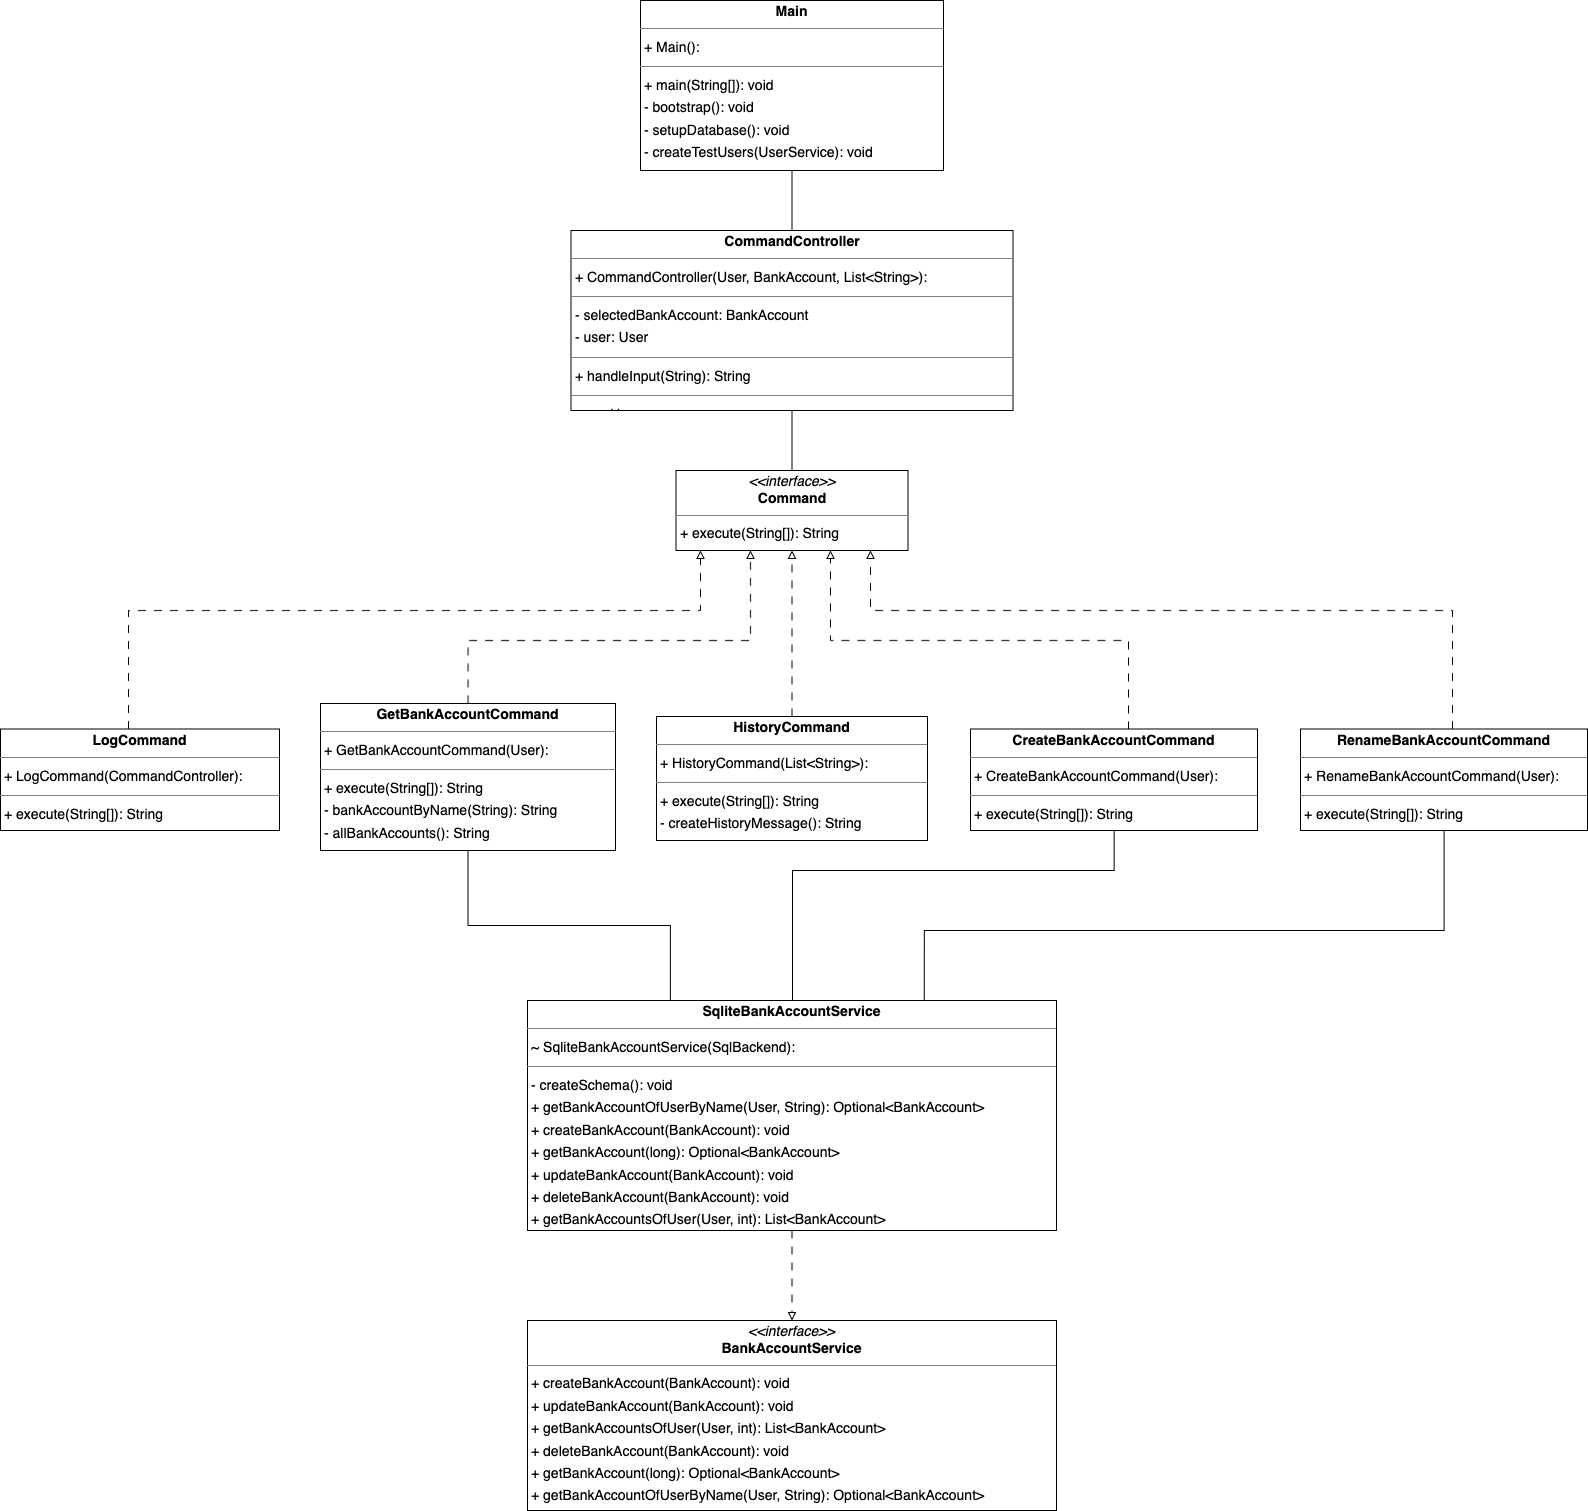 Main
+ Main():
+ main(String[]): void
- bootstrap(): void
- setupDatabase(): void
- createTestUsers(UserService): void
CommandController
+ CommandController(User, BankAccount, List<String>):
- selectedBankAccount: BankAccount
- user: User
+ handleInput(String): String
<<interface>>
Command
+ execute(String[]): String
LogCommand
+ LogCommand(CommandController):
+ execute(String[]): String
GetBankAccountCommand
+ GetBankAccountCommand(User):
+ execute(String[]): String
- bankAccountByName(String): String
- allBankAccounts(): String
HistoryCommand
+ HistoryCommand(List<String>):
+ execute(String[]): String
- createHistoryMessage(): String
CreateBankAccountCommand
+ CreateBankAccountCommand(User):
+ execute(String[]): String
RenameBankAccountCommand
+ RenameBankAccountCommand(User):
+ execute(String[]): String
SqliteBankAccountService
~ SqliteBankAccountService(SqlBackend):
- createSchema(): void
+ getBankAccountOfUserByName(User, String): Optional<BankAccount>
+ createBankAccount(BankAccount): void
+ getBankAccount(long): Optional<BankAccount>
+ updateBankAccount(BankAccount): void
+ deleteBankAccount(BankAccount): void
+ getBankAccountsOfUser(User, int): List<BankAccount>
<<interface>>
BankAccountService
+ createBankAccount(BankAccount): void
+ updateBankAccount(BankAccount): void
+ getBankAccountsOfUser(User, int): List<BankAccount>
+ deleteBankAccount(BankAccount): void
+ getBankAccount(long): Optional<BankAccount>
+ getBankAccountOfUserByName(User, String): Optional<BankAccount>